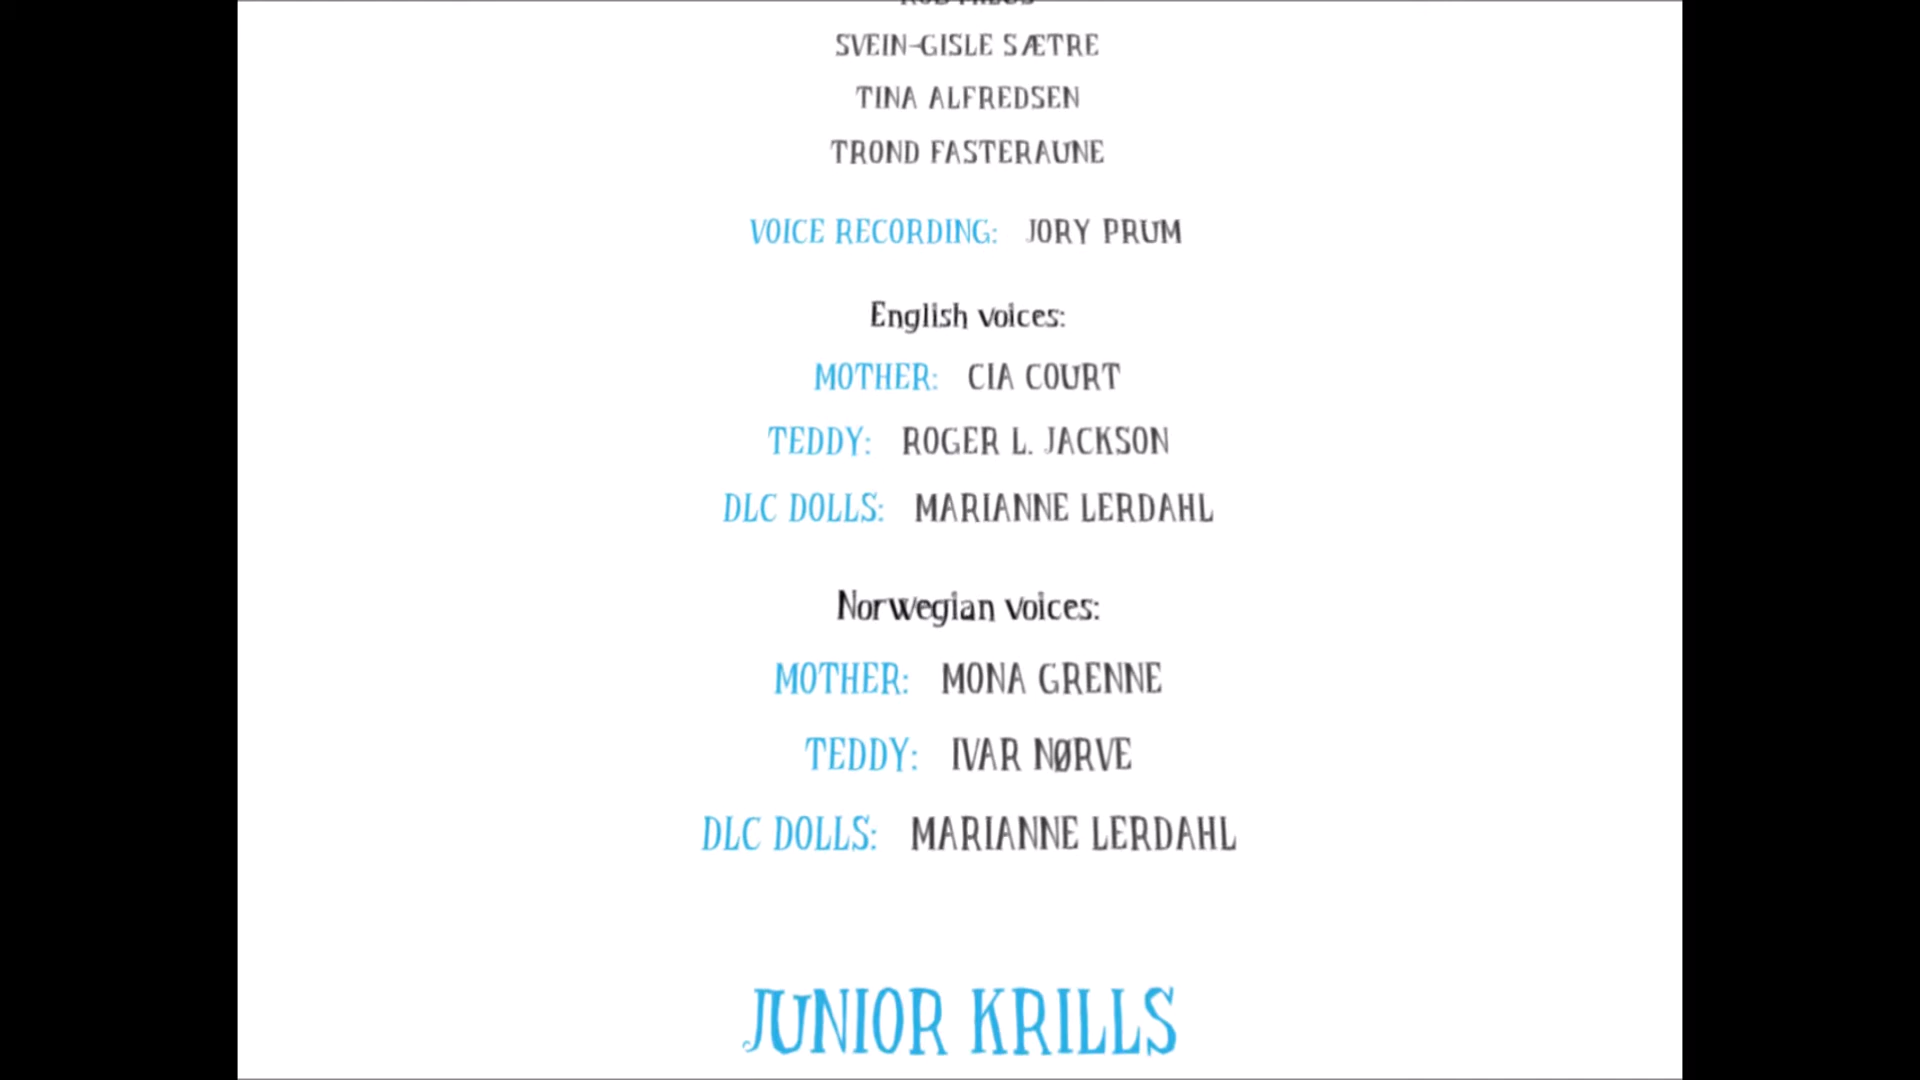 SVEIN-GISLE SÆTRE
TINA ALFREDSEN
TROND FASTERAUNE
VOICE RECORDING: JORY PRUM
English voices:
MOTHER: CIA COURT
TEDDY: ROGER L. JACKSON
DLC DOLLS: MARIANNE LERDAHL
Norwegian voices:
MOTHER: MONA GRENNE
TEDDY: IVAR NØRVE
DLC DOLLS: MARIANNE LERDAHL
JUNIOR KRILLS